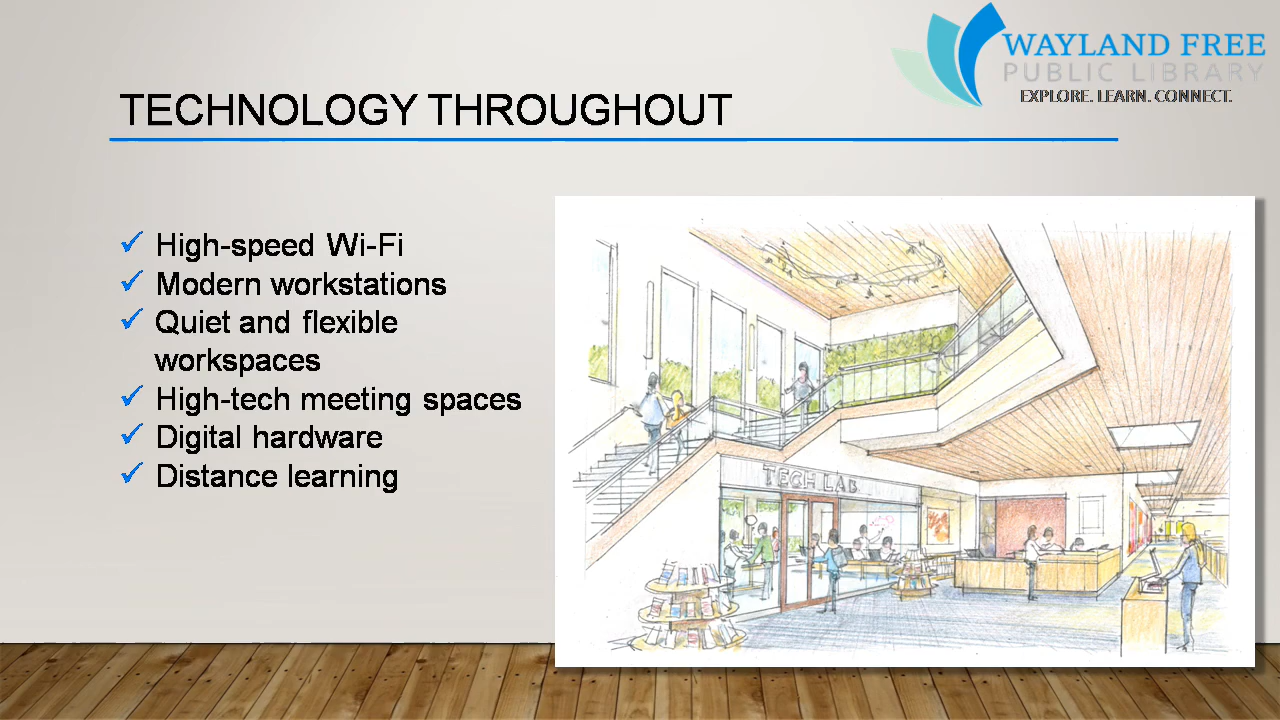 WAYLAND FREE
PUBLIC LIBRARY
EXPLORE. LEARN. CONNECT.
TECHNOLOGY THROUGHOUT
High-speed Wi-Fi
Modern workstations
Quiet and flexible
workspaces
High-tech meeting spaces
Digital hardware
Distance learning
TECH LAB